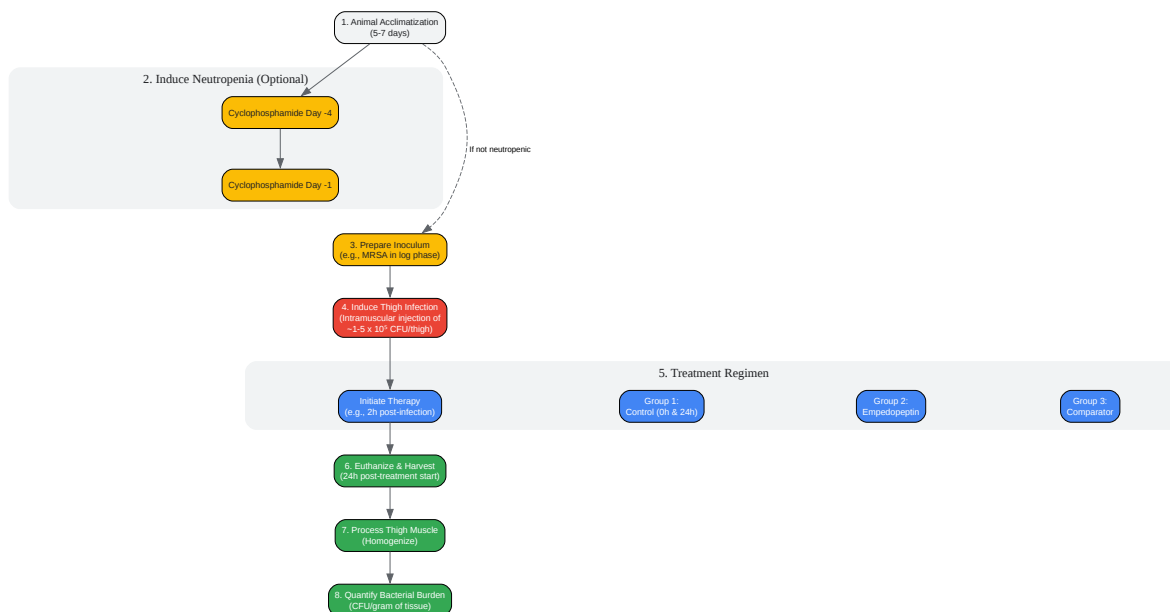 1. Animal Acclimatization
(5-7 days)
2. Induce Neutropenia (Optional)
Cyclophosphamide Day -4
If not neutropenic
Cyclophosphamide Day -1
3. Prepare Inoculum
(e.g., MRSA in log phase)
4. Induce Thigh Infection
(Intramuscular injection of
~1-5 x 10⁵ CFU/thigh)
5. Treatment Regimen
Initiate Therapy
(e.g., 2h post-infection)
Group 1:
Control (0h & 24h)
Group 2:
Empedopeptin
Group 3:
Comparator
6. Euthanize & Harvest
(24h post-treatment start)
7. Process Thigh Muscle
(Homogenize)
8. Quantify Bacterial Burden
(CFU/gram of tissue)